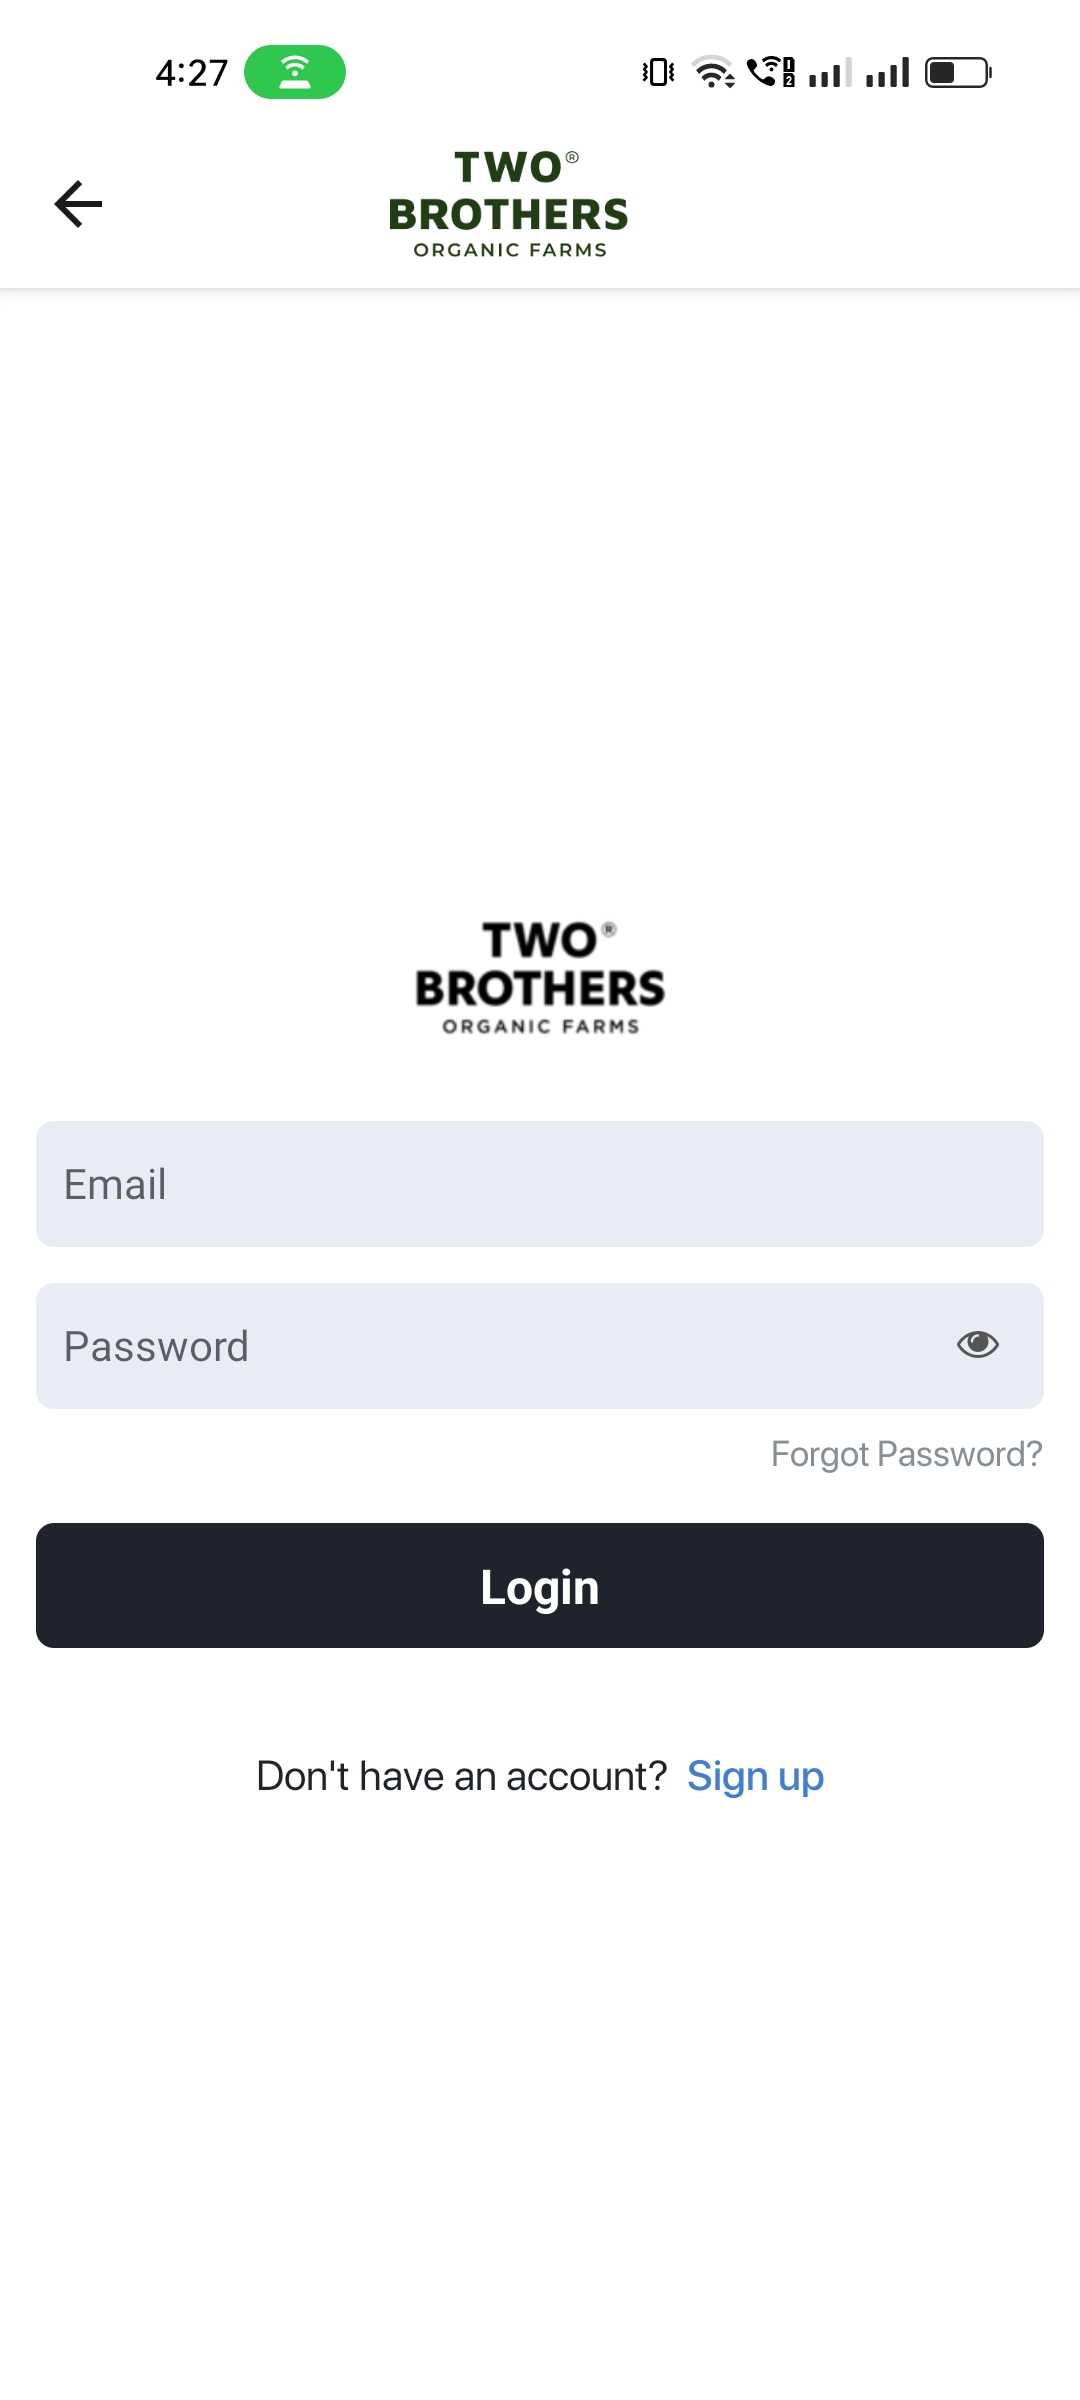 4:27
TWO®
BROTHERS
ORGANIC FARMS
TWO®
BROTHERS
ORGANIC FARMS
Email
Password
Forgot Password?
Login
Don't have an account? Sign up